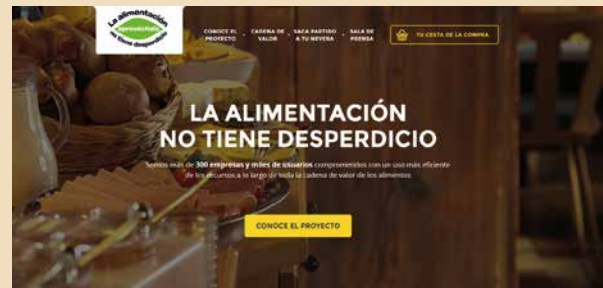 La alimentación
no tiene desperdicio
CONOCE EL PROYECTO
CADENA DE VALOR
SACA PARTIDO A TU NEVERA
SALA DE PRENSA
TU CESTA DE LA COMPRA
LA ALIMENTACIÓN
NO TIENE DESPERDICIO
Somos más de 300 empresas y miles de usuarios comprometidos con un uso más eficiente
de los recursos a lo largo de toda la cadena de valor de los alimentos
CONOCE EL PROYECTO